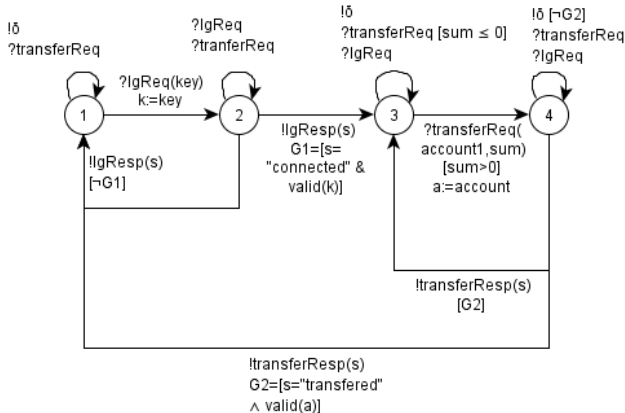 !δ
?transferReq
?lgReq
?tranferReq
!δ
?transferReq [sum ≤ 0]
?lgReq
!δ [¬G2]
?transferReq
?lgReq
?lgReq(key)
k:=key
1
2
3
4
!lgResp(s)
[¬G1]
!lgResp(s)
G1=[s=
"connected" &
valid(k)]
?transferReq(
account1,sum)
[sum>0]
a:=account
!transferResp(s)
[G2]
!transferResp(s)
G2=[s="transfered"
∧ valid(a)]